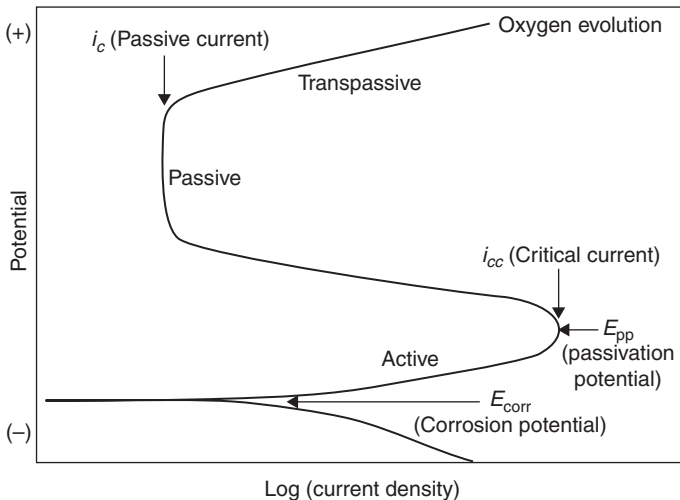 (+)
i_c (Passive current)
Oxygen evolution
Transpassive
Passive
Potential
i_cc (Critical current)
E_pp
(passivation
potential)
Active
E_corr
(Corrosion potential)
(–)
Log (current density)